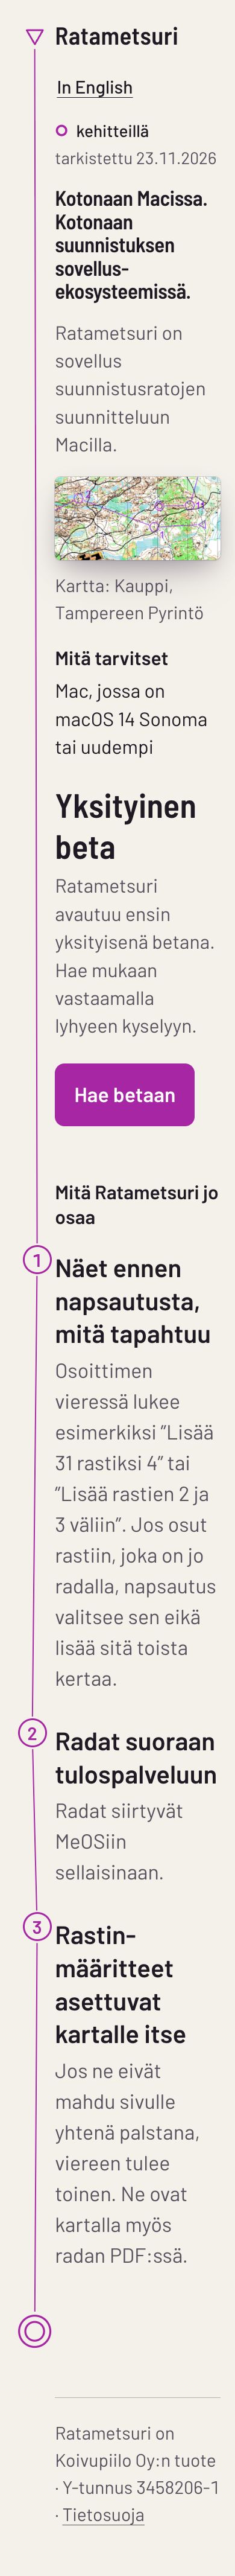 Ratametsuri
In English
kehitteillä
tarkistettu 23.11.2026
Kotonaan Macissa.
Kotonaan
suunnistuksen
sovellus-
ekosysteemissä.
Ratametsuri on
sovellus
suunnistusratojen
suunnitteluun
Macilla.
Kartta: Kauppi,
Tampereen Pyrintö
Mitä tarvitset
Mac, jossa on
macOS 14 Sonoma
tai uudempi
Yksityinen
beta
Ratametsuri
avautuu ensin
yksityisenä betana.
Hae mukaan
vastaamalla
lyhyeen kyselyyn.
Hae betaan
Mitä Ratametsuri jo
osaa
1
Näet ennen
napsautusta,
mitä tapahtuu
Osoittimen
vieressä lukee
esimerkiksi ”Lisää
31 rastiksi 4” tai
”Lisää rastien 2 ja
3 väliin”. Jos osut
rastiin, joka on jo
radalla, napsautus
valitsee sen eikä
lisää sitä toista
kertaa.
2
Radat suoraan
tulospalveluun
Radat siirtyvät
MeOSiin
sellaisinaan.
3
Rastin-
määritteet
asettuvat
kartalle itse
Jos ne eivät
mahdu sivulle
yhtenä palstana,
viereen tulee
toinen. Ne ovat
kartalla myös
radan PDF:ssä.
Ratametsuri on
Koivupiilo Oy:n tuote
· Y-tunnus 3458206-1
· Tietosuoja